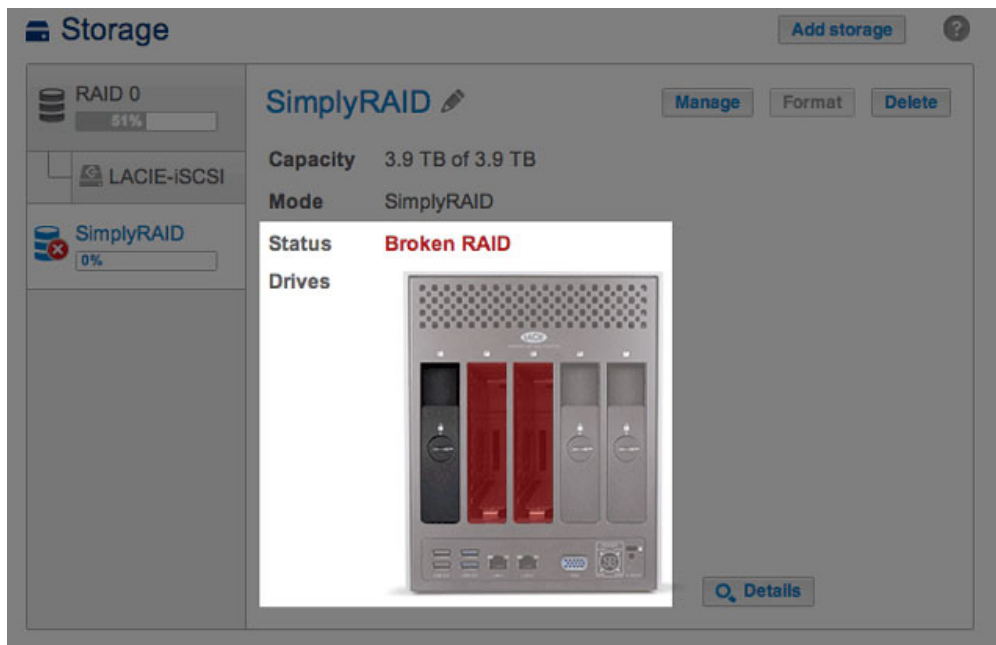 Storage
Add storage
?
RAID 0
51%
LACIE-iSCSI
SimplyRAID
0%
SimplyRAID
Manage
Format
Delete
Capacity 3.9 TB of 3.9 TB
Mode SimplyRAID
Status Broken RAID
Drives
LACIE
Details